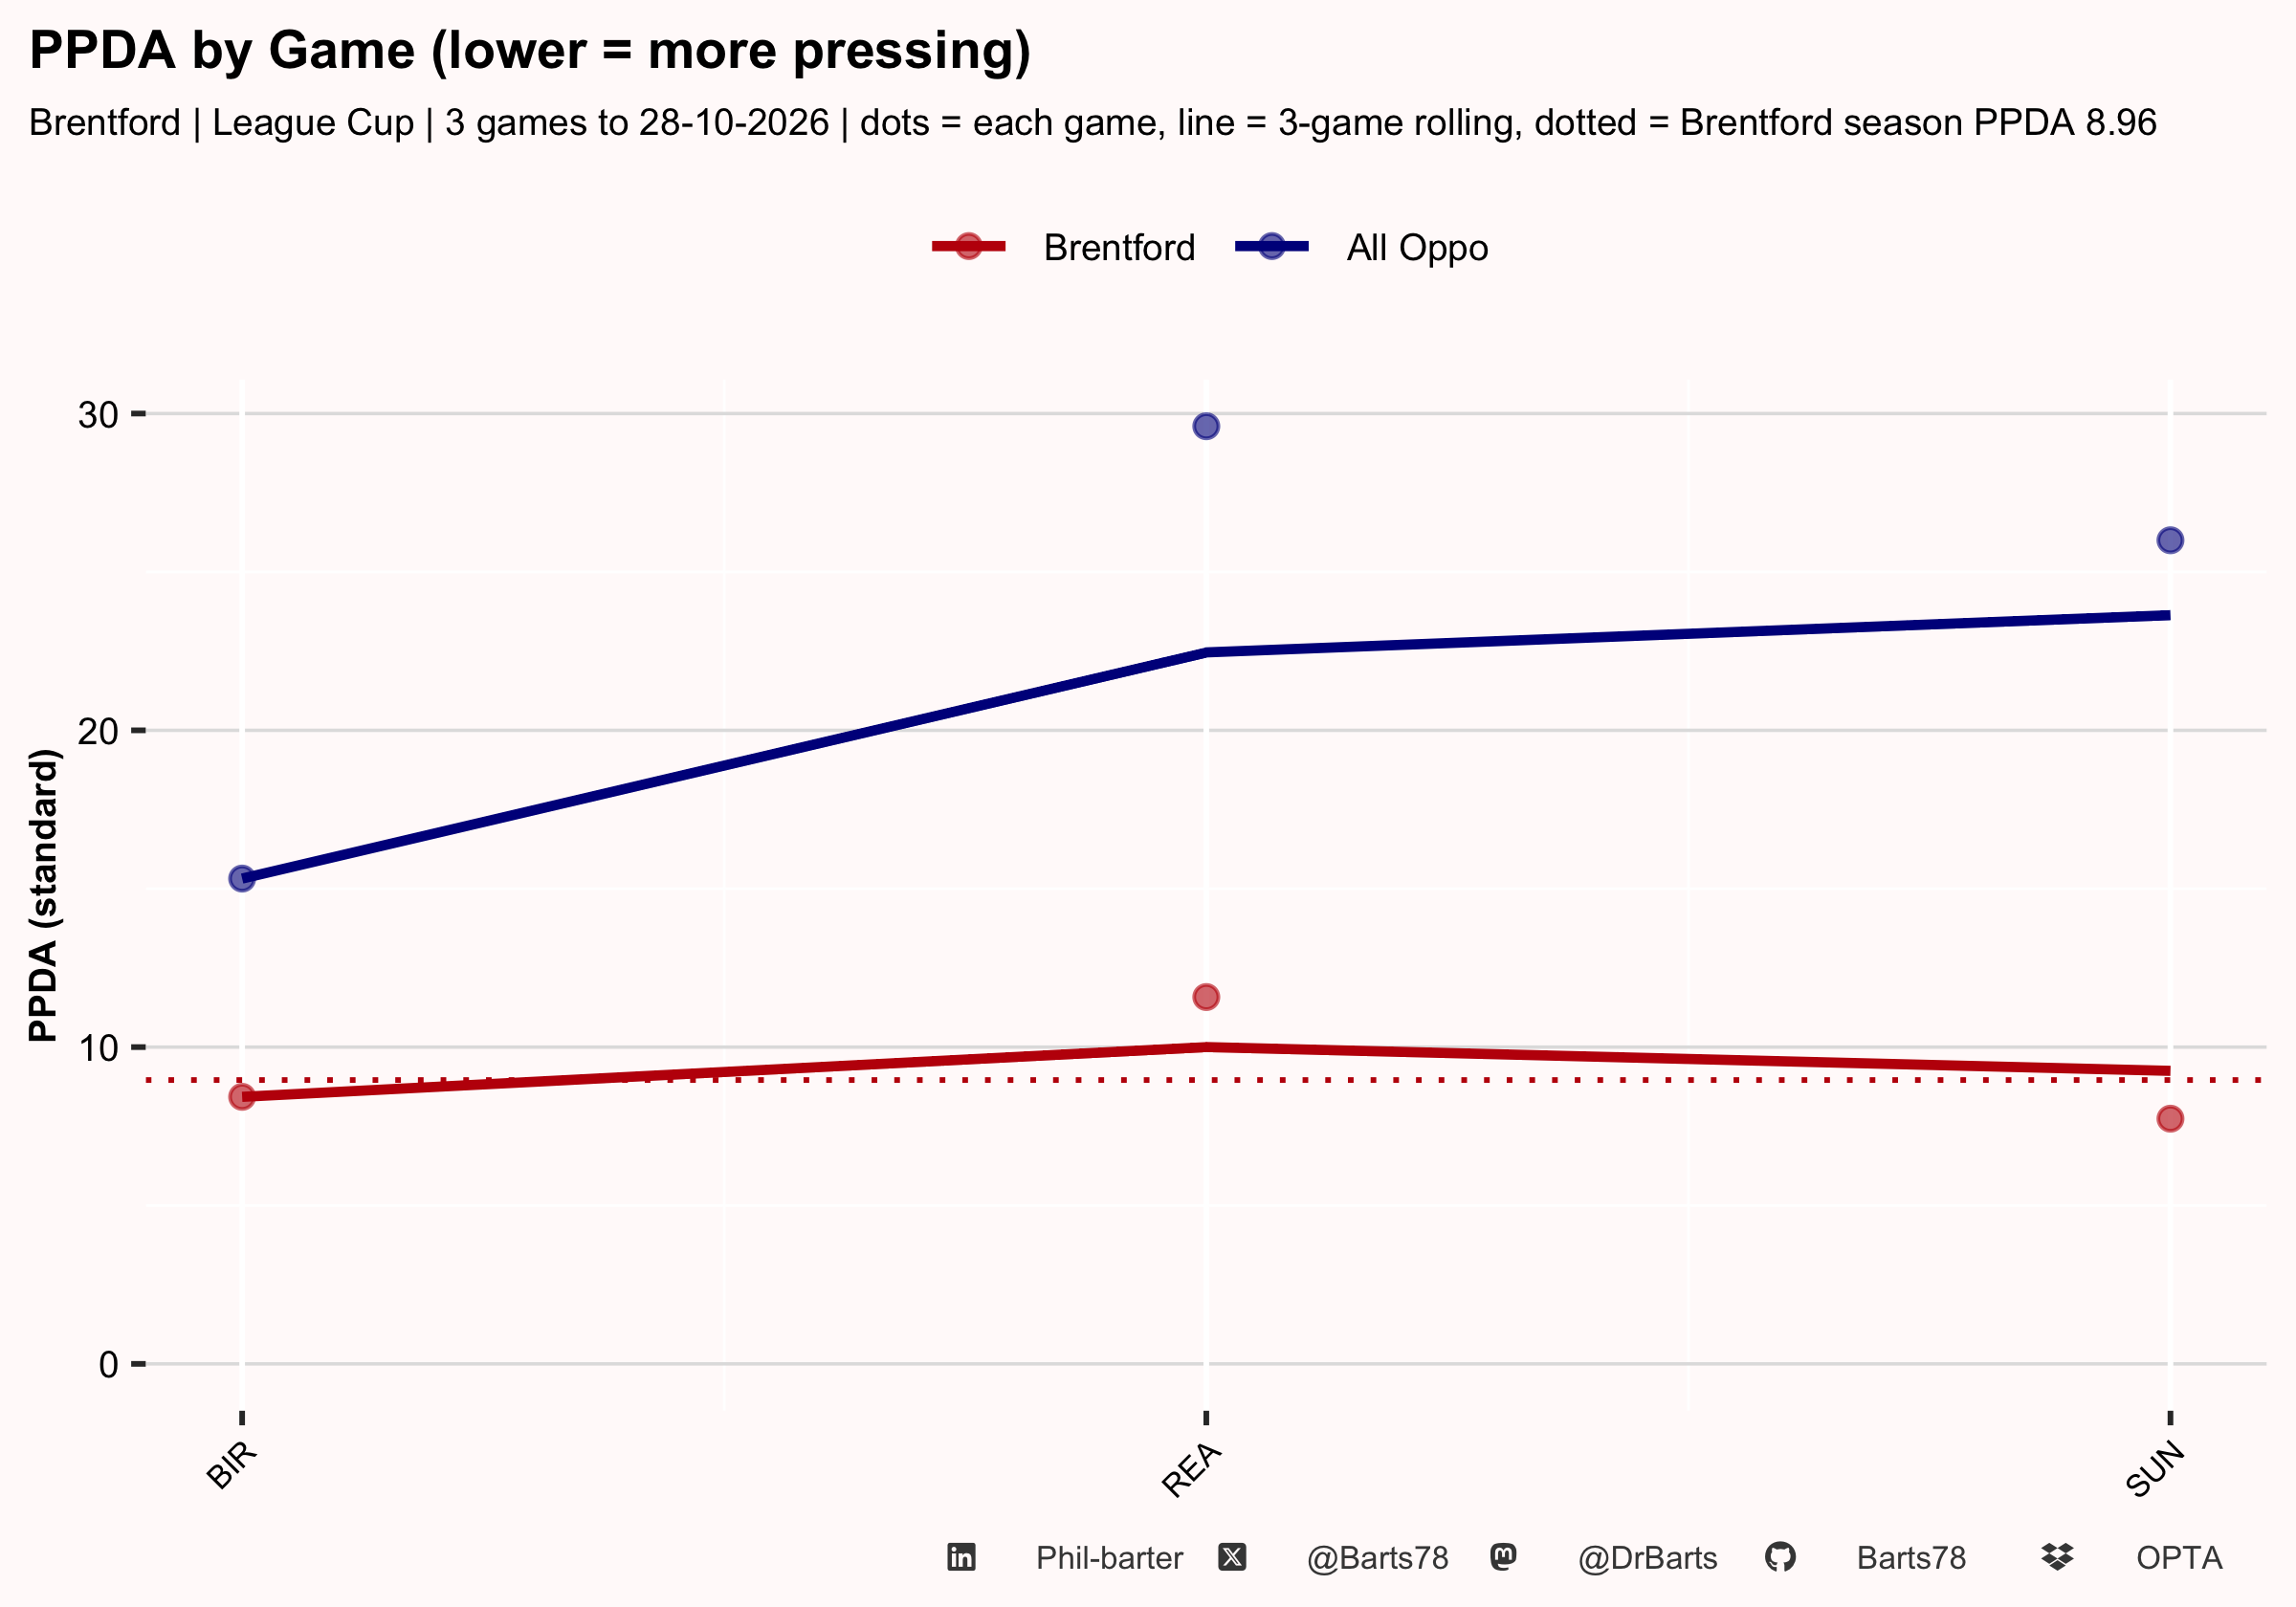 PPDA by Game (lower = more pressing)
Brentford | League Cup | 3 games to 28-10-2026 | dots = each game, line = 3-game rolling, dotted = Brentford season PPDA 8.96
Brentford All Oppo
PPDA (standard)
30
20
10
0
BIR REA SUN
Phil-barter @Barts78 @DrBarts Barts78 OPTA